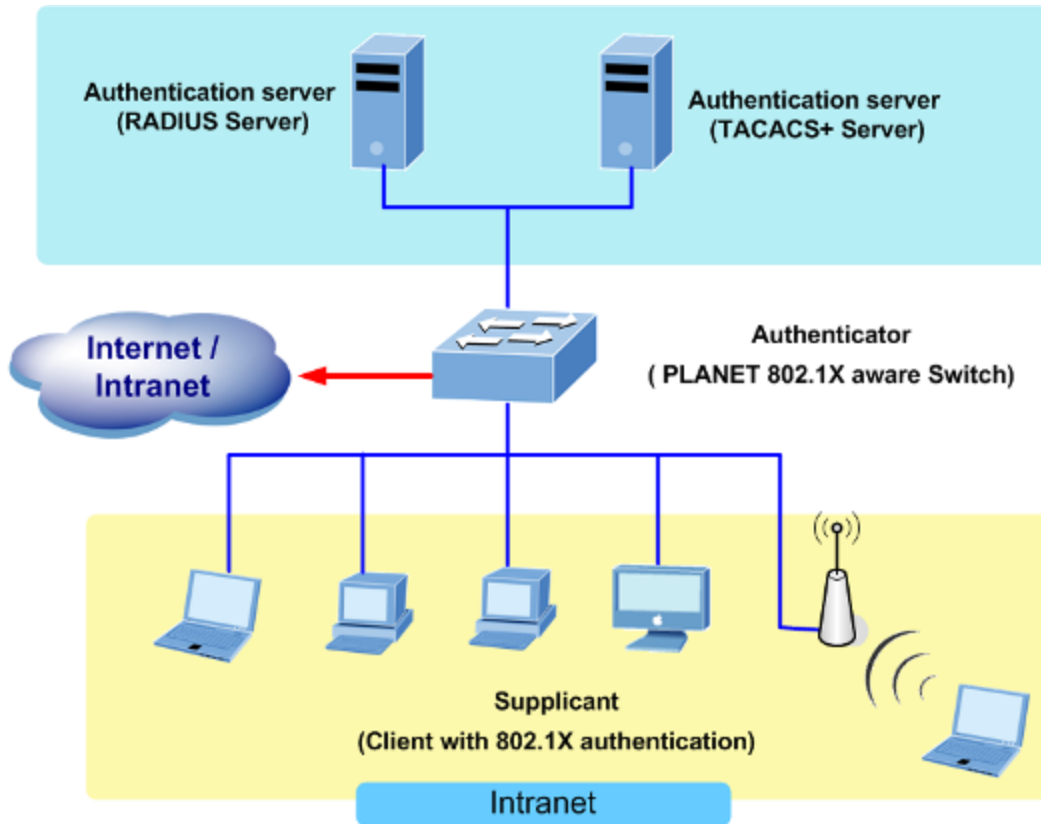 Authentication server
(RADIUS Server)
Authentication server
(TACACS+ Server)
Internet /
Intranet
Authenticator
( PLANET 802.1X aware Switch)
Supplicant
(Client with 802.1X authentication)
Intranet